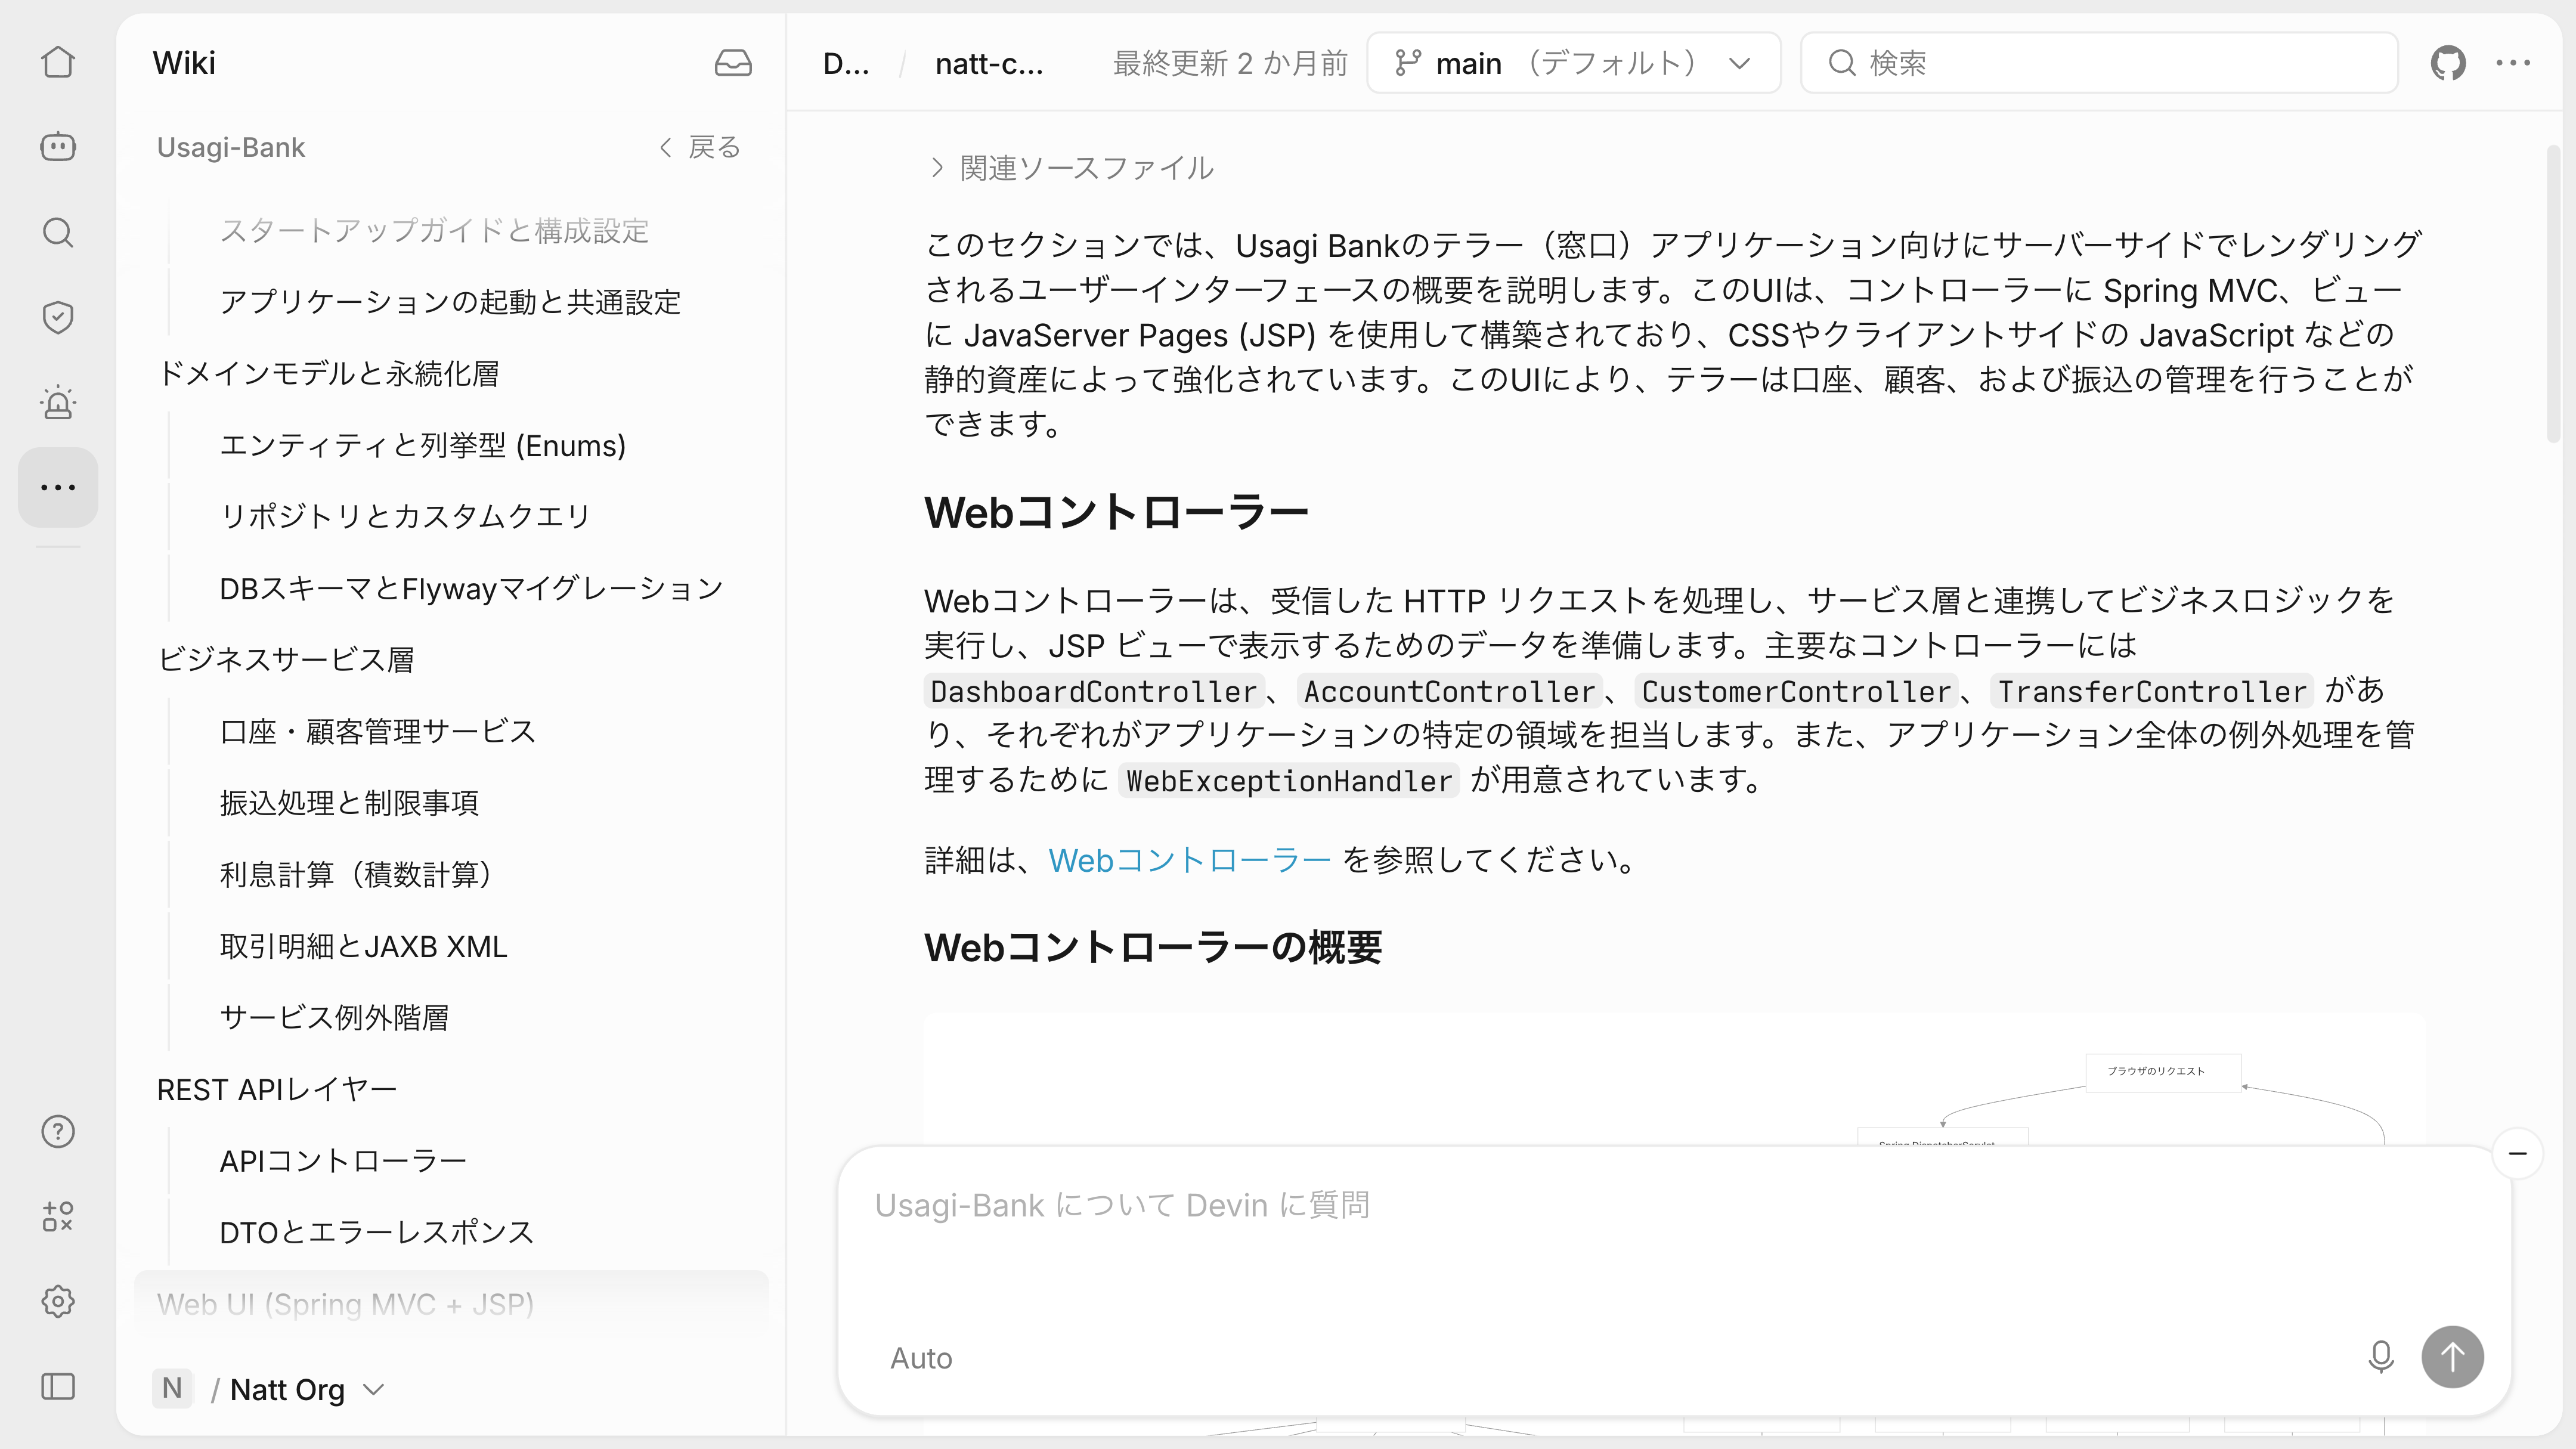 Wiki
Usagi-Bank
戻る
スタートアップガイドと構成設定
アプリケーションの起動と共通設定
ドメインモデルと永続化層
エンティティと列挙型 (Enums)
リポジトリとカスタムクエリ
DBスキーマとFlywayマイグレーション
ビジネスサービス層
口座・顧客管理サービス
振込処理と制限事項
利息計算（積数計算）
取引明細とJAXB XML
サービス例外階層
REST APIレイヤー
APIコントローラー
DTOとエラーレスポンス
Web UI (Spring MVC + JSP)
N / Natt Org
D... / natt-c...
最終更新 2 か月前
main （デフォルト）
検索
関連ソースファイル
このセクションでは、Usagi Bankのテラー（窓口）アプリケーション向けにサーバーサイドでレンダリング
されるユーザーインターフェースの概要を説明します。このUIは、コントローラーに Spring MVC、ビュー
に JavaServer Pages (JSP) を使用して構築されており、CSSやクライアントサイドの JavaScript などの
静的資産によって強化されています。このUIにより、テラーは口座、顧客、および振込の管理を行うことが
できます。
Webコントローラー
Webコントローラーは、受信した HTTP リクエストを処理し、サービス層と連携してビジネスロジックを
実行し、JSP ビューで表示するためのデータを準備します。主要なコントローラーには
DashboardController、AccountController、CustomerController、TransferController があ
り、それぞれがアプリケーションの特定の領域を担当します。また、アプリケーション全体の例外処理を管
理するために WebExceptionHandler が用意されています。
詳細は、Webコントローラー を参照してください。
Webコントローラーの概要
ブラウザのリクエスト
Usagi-Bank について Devin に質問
Auto